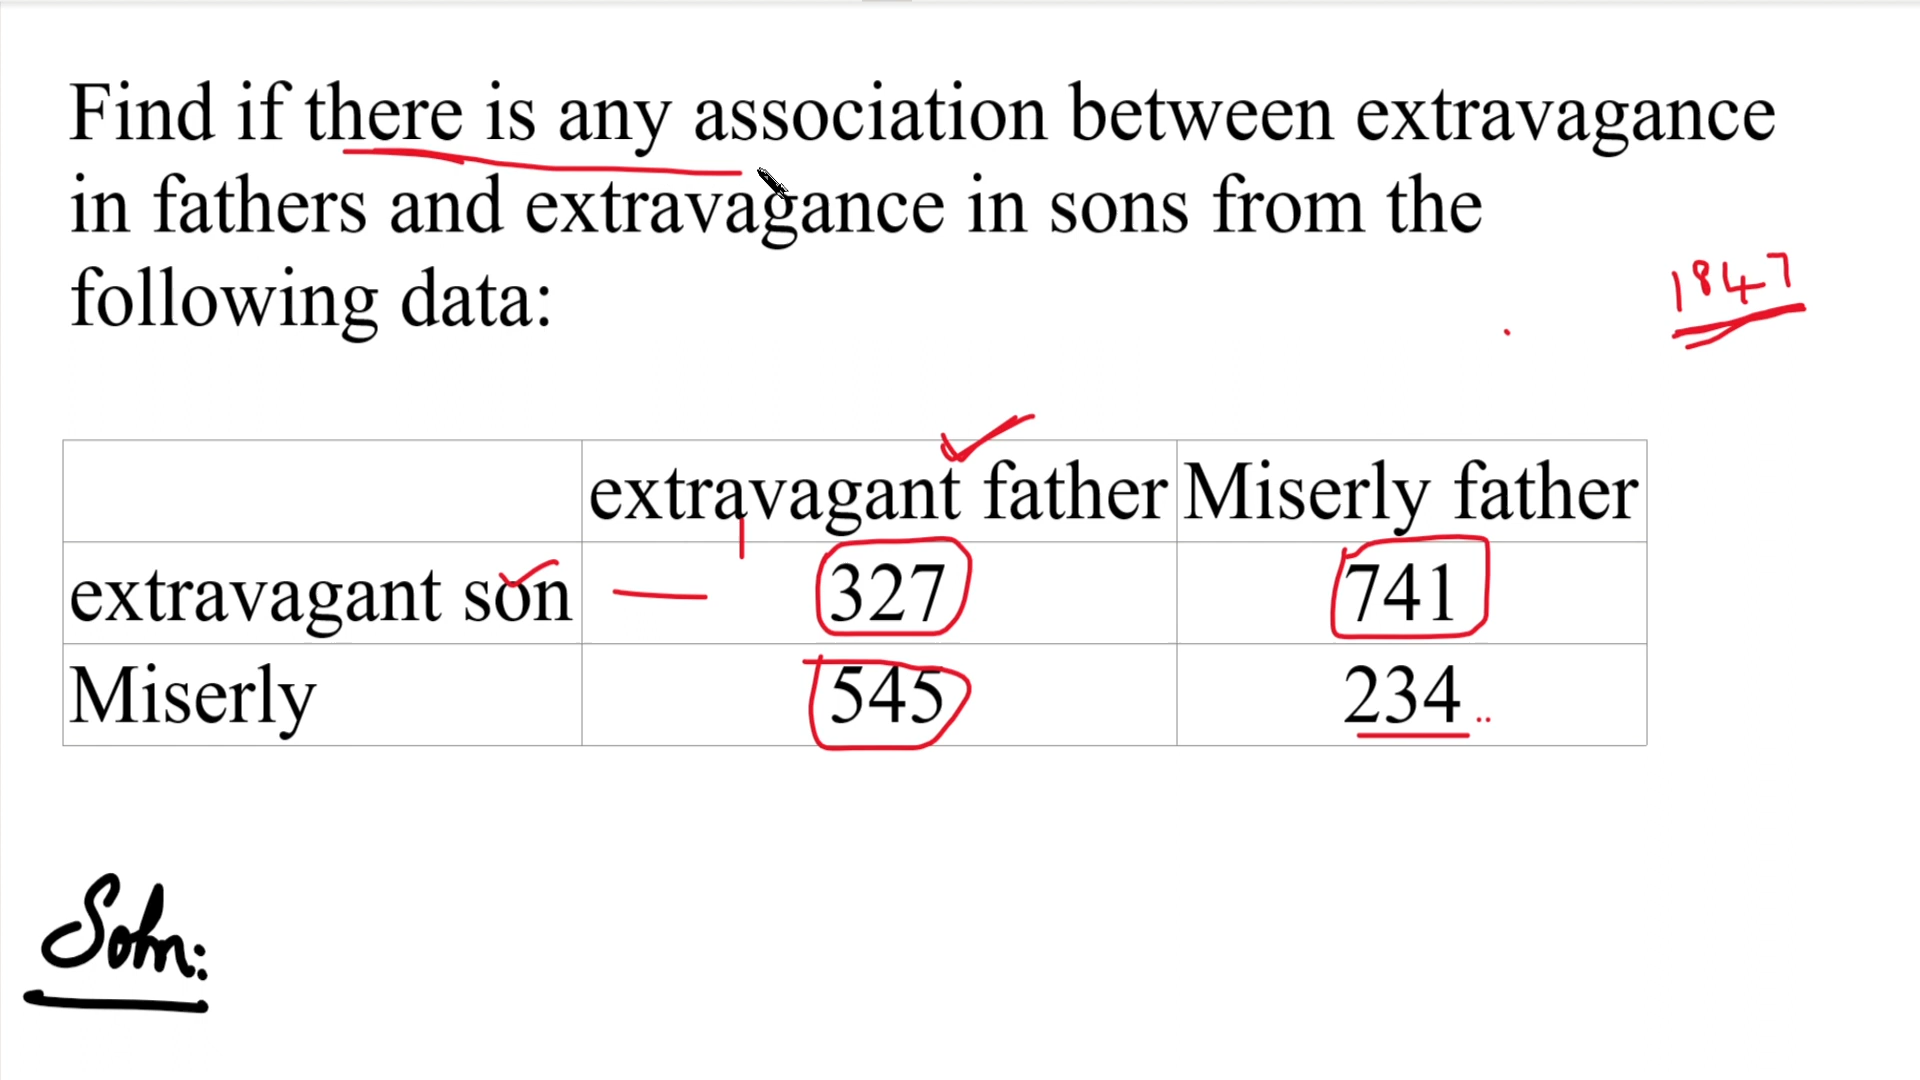 Find if there is any association between extravagance
in fathers and extravagance in sons from the
following data:
1847
extravagant father Miserly father
extravagant son 327 741
Miserly 545 234
Soln: